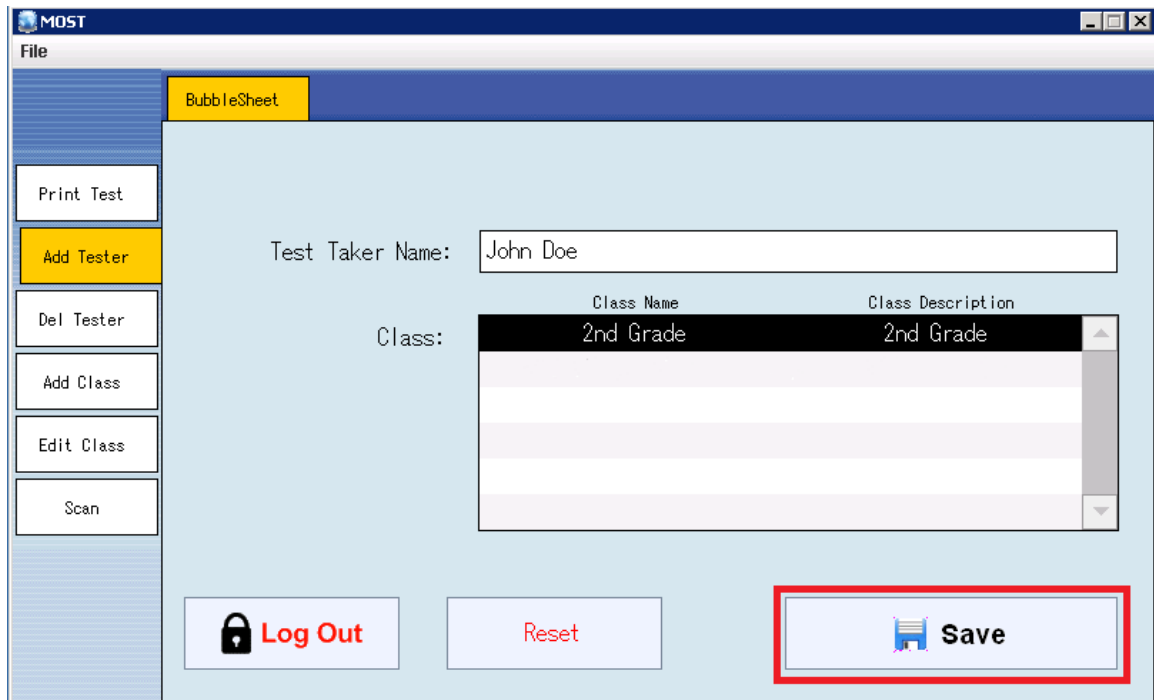 MOST
File
BubbleSheet
Print Test
Add Tester
Del Tester
Add Class
Edit Class
Scan
Test Taker Name: John Doe
Class Name Class Description
Class: 2nd Grade 2nd Grade
Log Out Reset Save